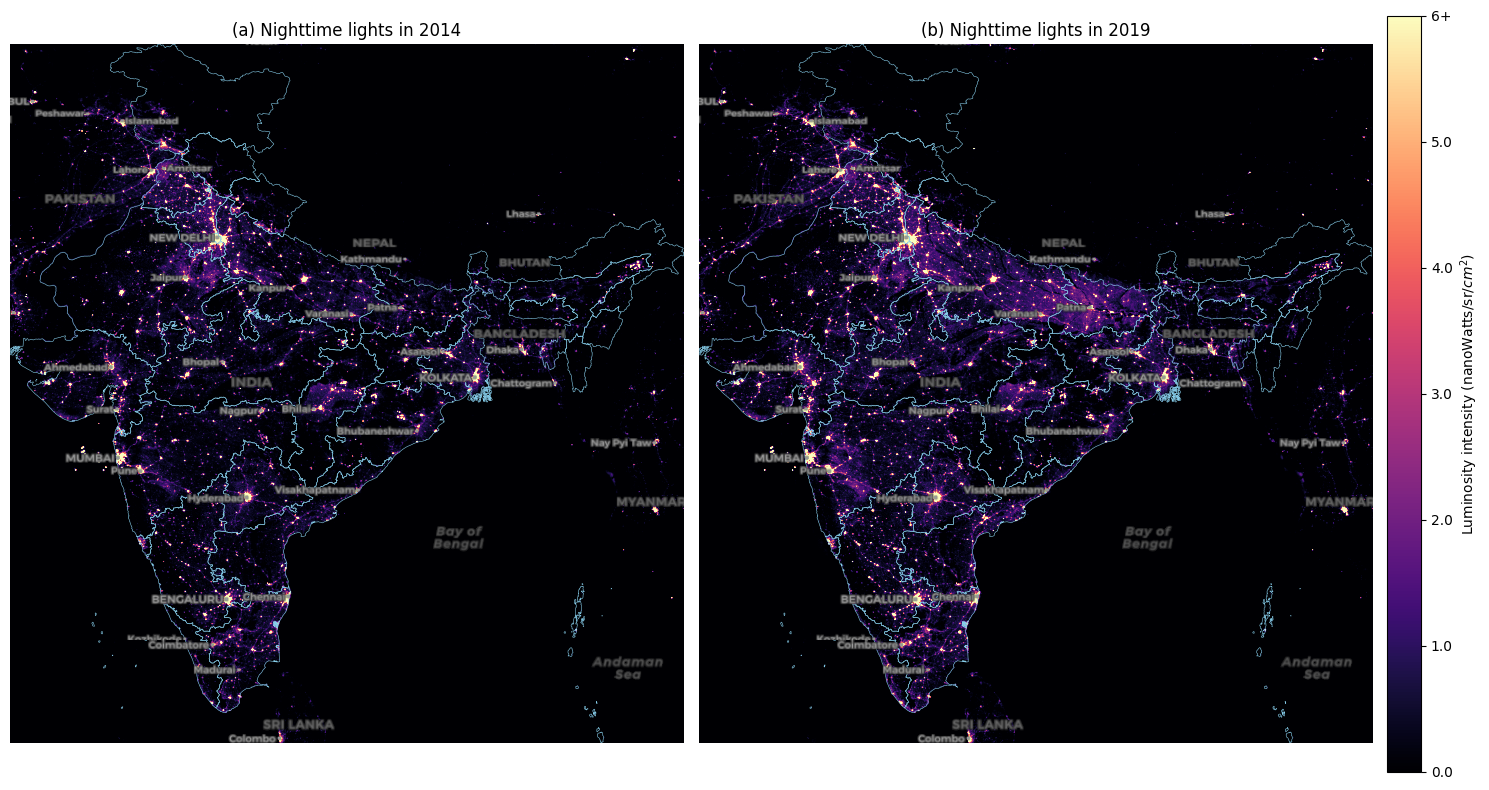 (a) Nighttime lights in 2014
BUL
Peshawar
Islamabad
Lahore
Amritsar
PAKISTAN
Lhasa
NEW DELHI
NEPAL
Kathmandu
BHUTAN
Jaipur
Kanpur
Patna
Varanasi
BANGLADESH
Asansol
Dhaka
Bhopal
Ahmedabad
INDIA
KOLKATA
Chattogram
Surat
Nagpur
Bhilai
Bhubaneshwar
Nay Pyi Taw
MUMBAI
Pune
Hyderabad
Visakhapatnam
MYANMAR
Bay of
Bengal
BENGALURU
Chennai
Kozhikode
Coimbatore
Madurai
Andaman
Sea
SRI LANKA
Colombo
(b) Nighttime lights in 2019
BUL
Peshawar
Islamabad
Lahore
Amritsar
PAKISTAN
Lhasa
NEW DELHI
NEPAL
Kathmandu
BHUTAN
Jaipur
Kanpur
Patna
Varanasi
BANGLADESH
Asansol
Dhaka
Bhopal
Ahmedabad
INDIA
KOLKATA
Chattogram
Surat
Nagpur
Bhilai
Bhubaneshwar
Nay Pyi Taw
MUMBAI
Pune
Hyderabad
Visakhapatnam
MYANMAR
Bay of
Bengal
BENGALURU
Chennai
Kozhikode
Coimbatore
Madurai
Andaman
Sea
SRI LANKA
Colombo
6+
5.0
4.0
3.0
2.0
1.0
0.0
Luminosity intensity (nanoWatts/sr/cm²)